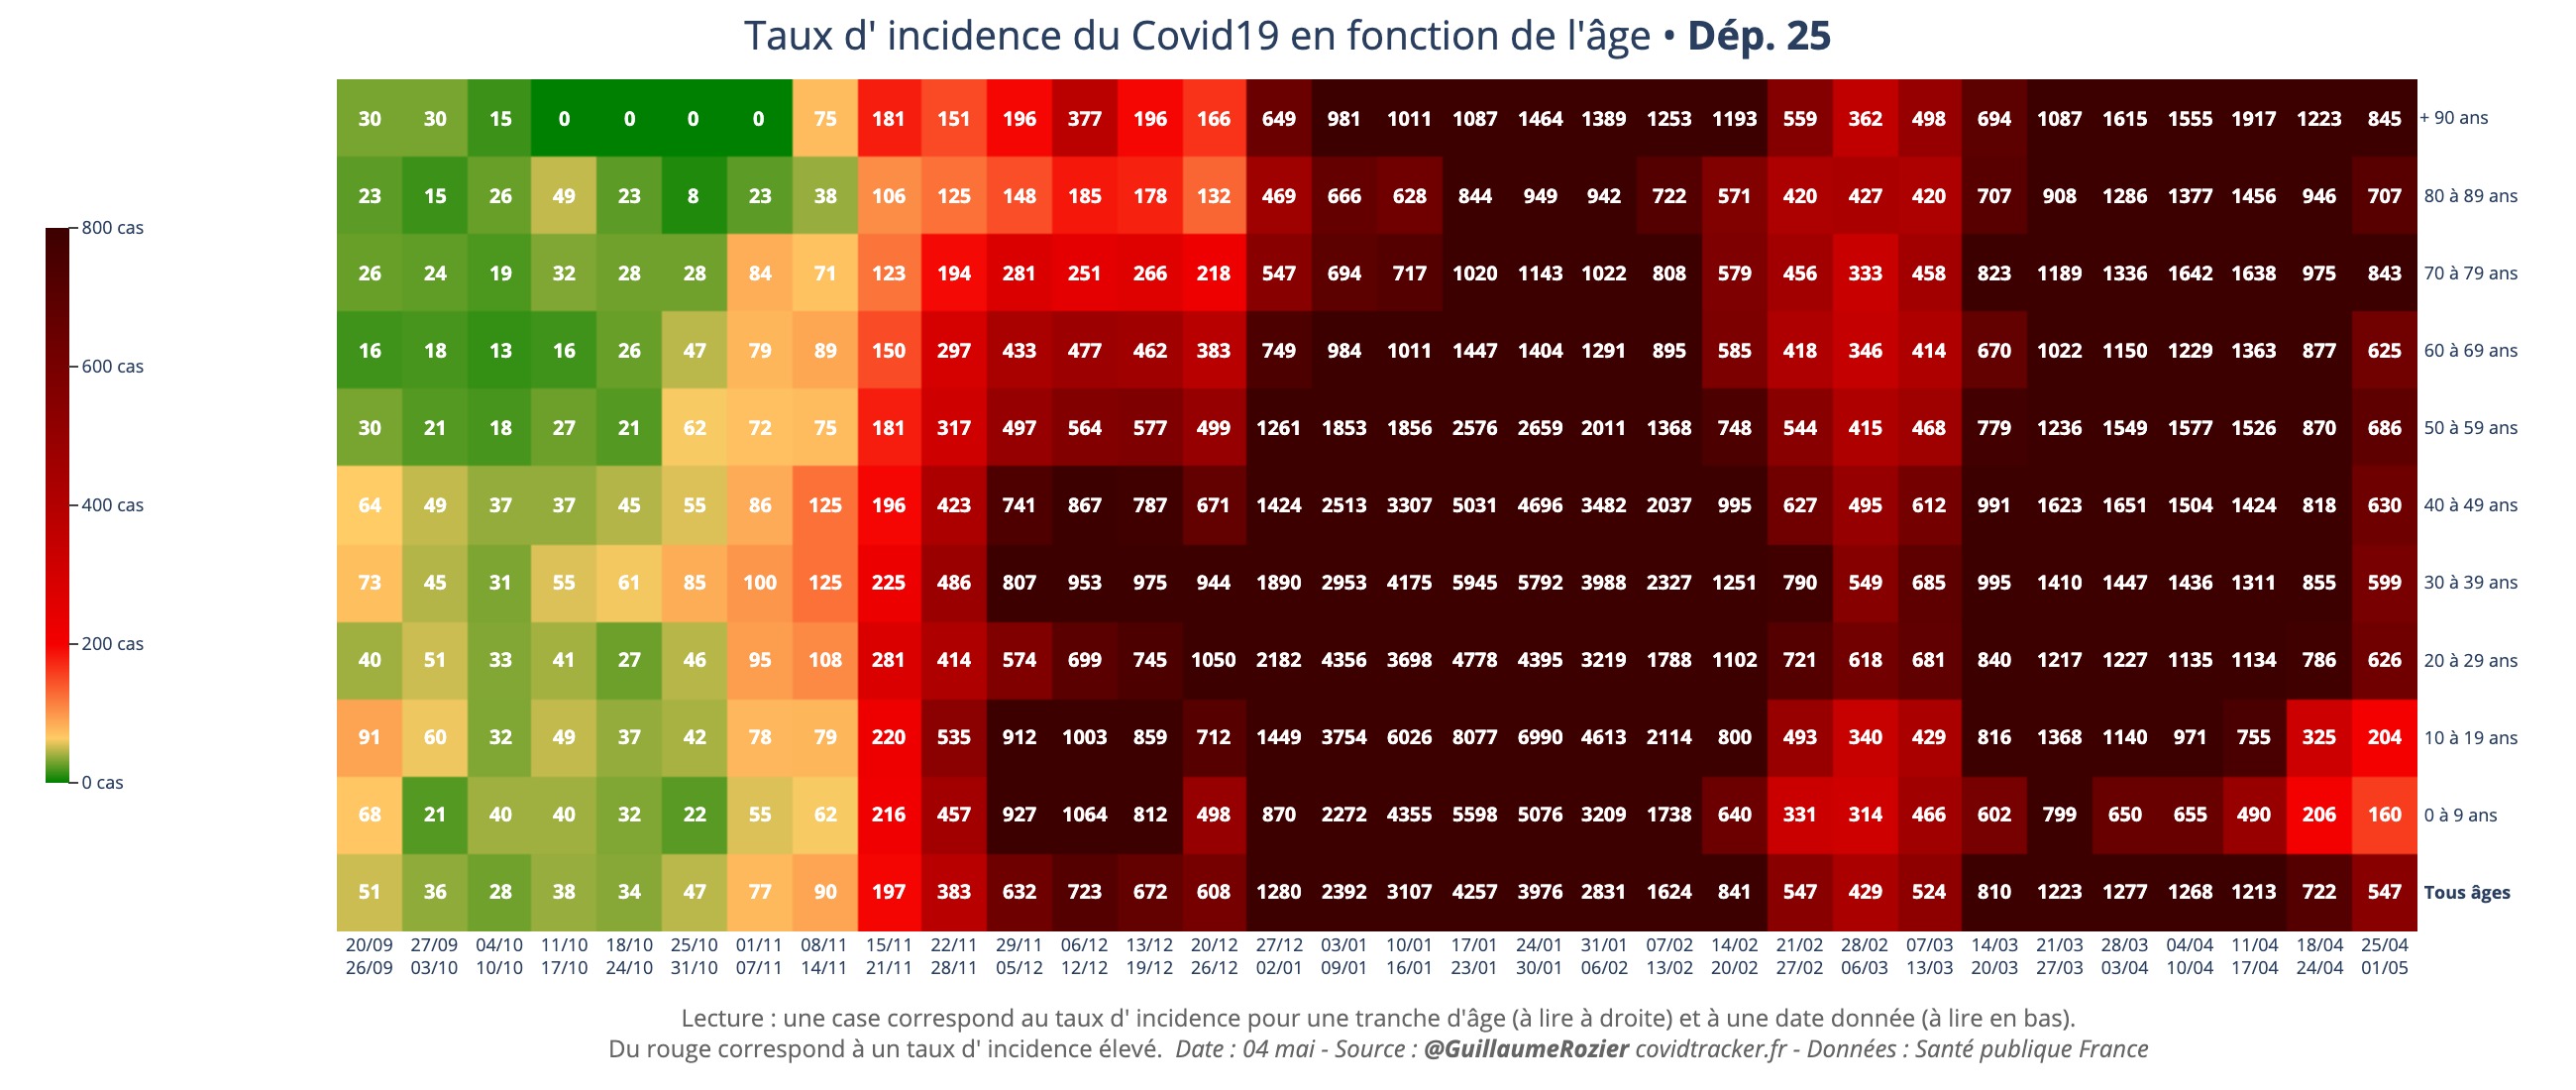 Taux d' incidence du Covid19 en fonction de l'âge • Dép. 25
800 cas
600 cas
400 cas
200 cas
0 cas
30 30 15 0 0 0 0 75 181 151 196 377 196 166 649 981 1011 1087 1464 1389 1253 1193 559 362 498 694 1087 1615 1555 1917 1223 845 + 90 ans
23 15 26 49 23 8 23 38 106 125 148 185 178 132 469 666 628 844 949 942 722 571 420 427 420 707 908 1286 1377 1456 946 707 80 à 89 ans
26 24 19 32 28 28 84 71 123 194 281 251 266 218 547 694 717 1020 1143 1022 808 579 456 333 458 823 1189 1336 1642 1638 975 843 70 à 79 ans
16 18 13 16 26 47 79 89 150 297 433 477 462 383 749 984 1011 1447 1404 1291 895 585 418 346 414 670 1022 1150 1229 1363 877 625 60 à 69 ans
30 21 18 27 21 62 72 75 181 317 497 564 577 499 1261 1853 1856 2576 2659 2011 1368 748 544 415 468 779 1236 1549 1577 1526 870 686 50 à 59 ans
64 49 37 37 45 55 86 125 196 423 741 867 787 671 1424 2513 3307 5031 4696 3482 2037 995 627 495 612 991 1623 1651 1504 1424 818 630 40 à 49 ans
73 45 31 55 61 85 100 125 225 486 807 953 975 944 1890 2953 4175 5945 5792 3988 2327 1251 790 549 685 995 1410 1447 1436 1311 855 599 30 à 39 ans
40 51 33 41 27 46 95 108 281 414 574 699 745 1050 2182 4356 3698 4778 4395 3219 1788 1102 721 618 681 840 1217 1227 1135 1134 786 626 20 à 29 ans
91 60 32 49 37 42 78 79 220 535 912 1003 859 712 1449 3754 6026 8077 6990 4613 2114 800 493 340 429 816 1368 1140 971 755 325 204 10 à 19 ans
68 21 40 40 32 22 55 62 216 457 927 1064 812 498 870 2272 4355 5598 5076 3209 1738 640 331 314 466 602 799 650 655 490 206 160 0 à 9 ans
51 36 28 38 34 47 77 90 197 383 632 723 672 608 1280 2392 3107 4257 3976 2831 1624 841 547 429 524 810 1223 1277 1268 1213 722 547 Tous âges
20/09 27/09 04/10 11/10 18/10 25/10 01/11 08/11 15/11 22/11 29/11 06/12 13/12 20/12 27/12 03/01 10/01 17/01 24/01 31/01 07/02 14/02 21/02 28/02 07/03 14/03 21/03 28/03 04/04 11/04 18/04 25/04
26/09 03/10 10/10 17/10 24/10 31/10 07/11 14/11 21/11 28/11 05/12 12/12 19/12 26/12 02/01 09/01 16/01 23/01 30/01 06/02 13/02 20/02 27/02 06/03 13/03 20/03 27/03 03/04 10/04 17/04 24/04 01/05
Lecture : une case correspond au taux d' incidence pour une tranche d'âge (à lire à droite) et à une date donnée (à lire en bas).
Du rouge correspond à un taux d' incidence élevé. Date : 04 mai - Source : @GuillaumeRozier covidtracker.fr - Données : Santé publique France